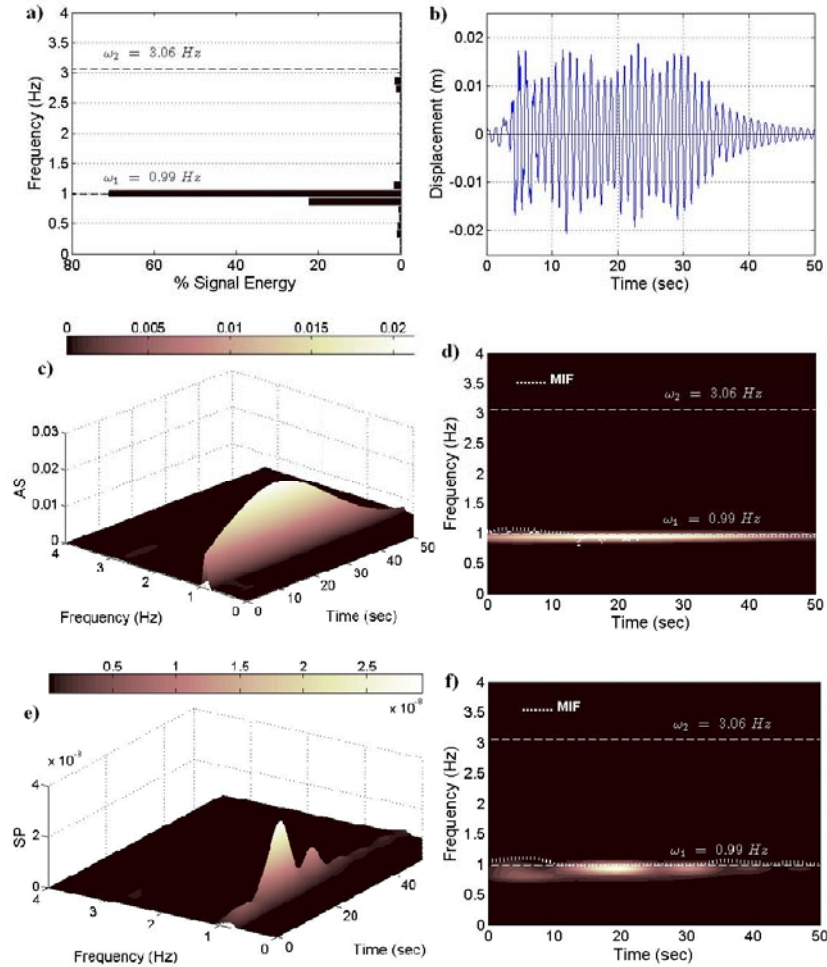 a)
4
3.5
3
2.5
2
1.5
1
0.5
0
Frequency (Hz)
ω2 = 3.06 Hz
ω1 = 0.99 Hz
80 60 40 20 0
% Signal Energy
b)
0.02
0.01
0
-0.01
-0.02
Displacement (m)
0 10 20 30 40 50
Time (sec)
0 0.005 0.01 0.015 0.02
c)
0.03
0.02
0.01
0
AS
4 3 2 1 0
Frequency (Hz)
0 10 20 30 40 50
Time (sec)
d)
4
3.5
3
2.5
2
1.5
1
0.5
0
Frequency (Hz)
MIF
ω2 = 3.06 Hz
ω1 = 0.99 Hz
0 10 20 30 40 50
Time (sec)
0.5 1 1.5 2 2.5
e)
4
2
0
SP
4 3 2 1 0
Frequency (Hz)
0 20 40
Time (sec)
f)
4
3.5
3
2.5
2
1.5
1
0.5
0
Frequency (Hz)
MIF
ω2 = 3.06 Hz
ω1 = 0.99 Hz
0 10 20 30 40 50
Time (sec)